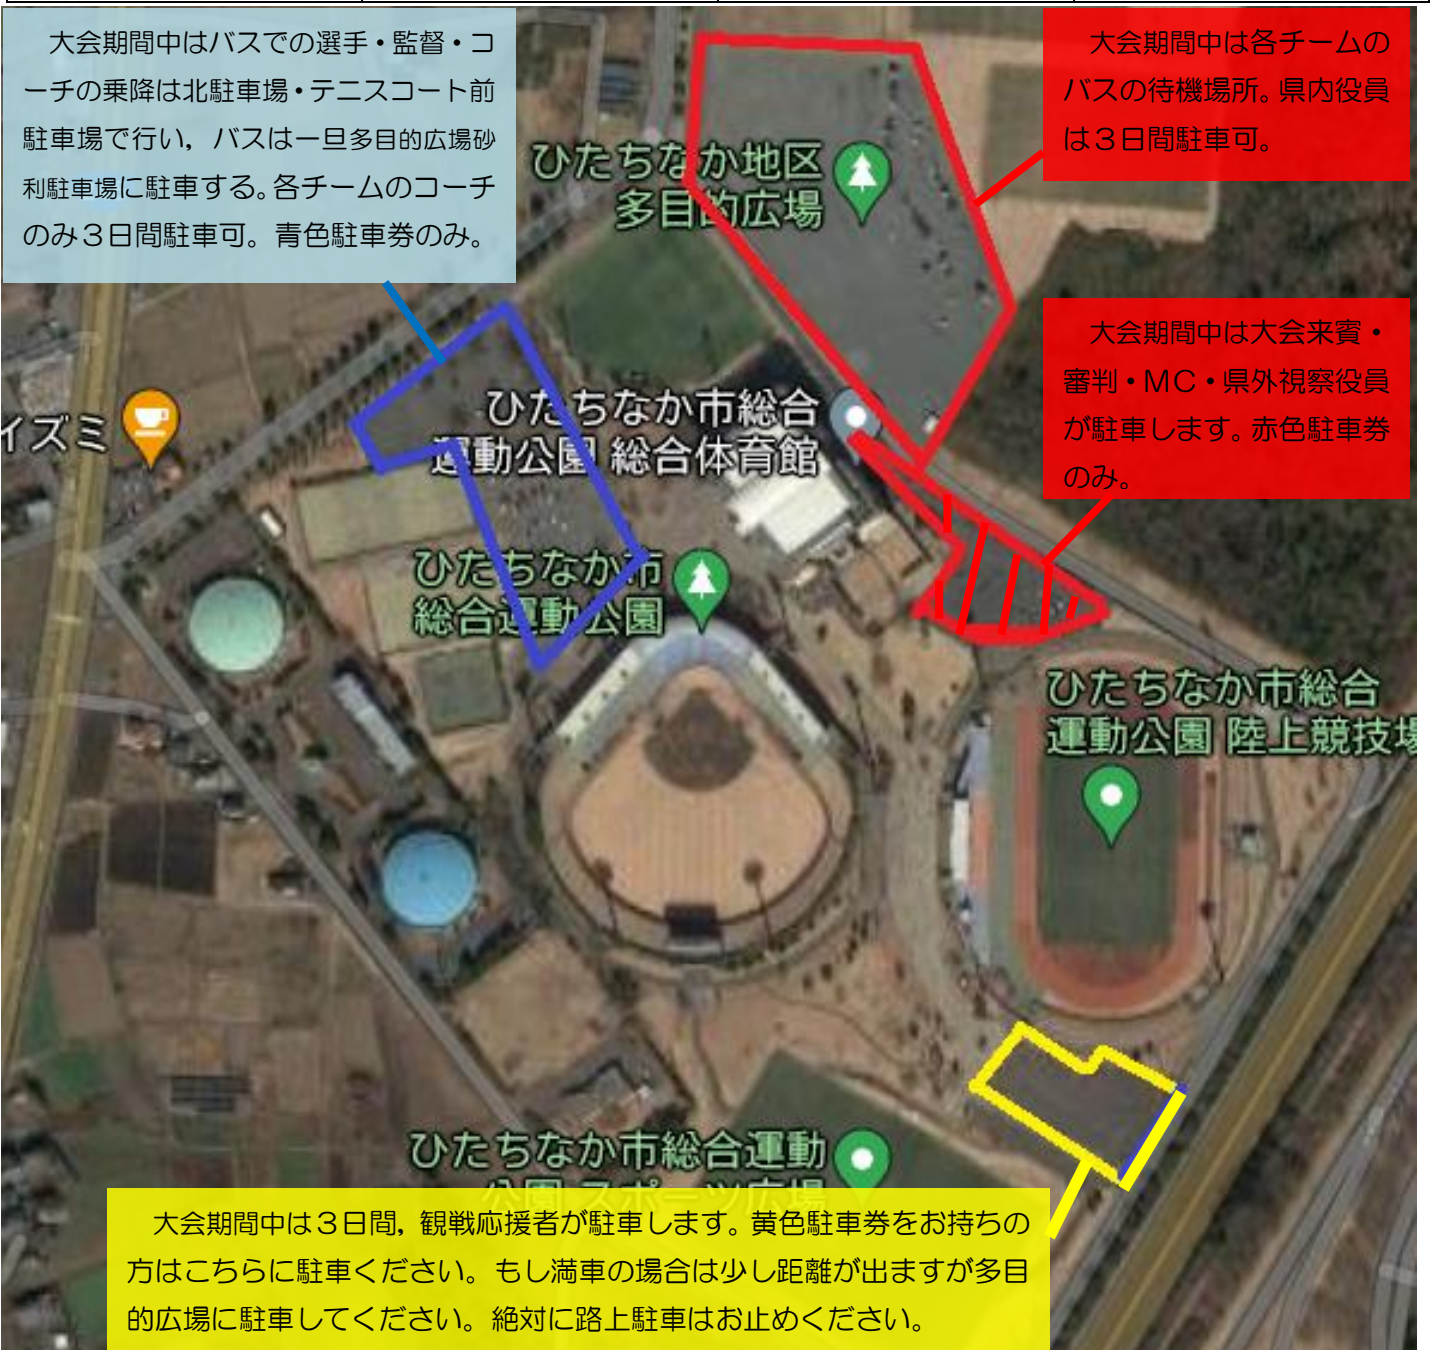 大会期間中はバスでの選手・監督・コ
ーチの乗降は北駐車場・テニスコート前
駐車場で行い，バスは一旦多目的広場砂
利駐車場に駐車する。各チームのコーチ
のみ３日間駐車可。青色駐車券のみ。
大会期間中は各チームの
バスの待機場所。県内役員
は３日間駐車可。
ひたちなか地区
多目的広場
大会期間中は大会来賓・
審判・ＭＣ・県外視察役員
が駐車します。赤色駐車券
のみ。
イズミ
ひたちなか市総合
運動公園 総合体育館
ひたちなか市
総合運動公園
ひたちなか市総合
運動公園 陸上競技場
ひたちなか市総合運動
公園 スポーツ広場
大会期間中は３日間，観戦応援者が駐車します。黄色駐車券をお持ちの
方はこちらに駐車ください。もし満車の場合は少し距離が出ますが多目
的広場に駐車してください。絶対に路上駐車はお止めください。